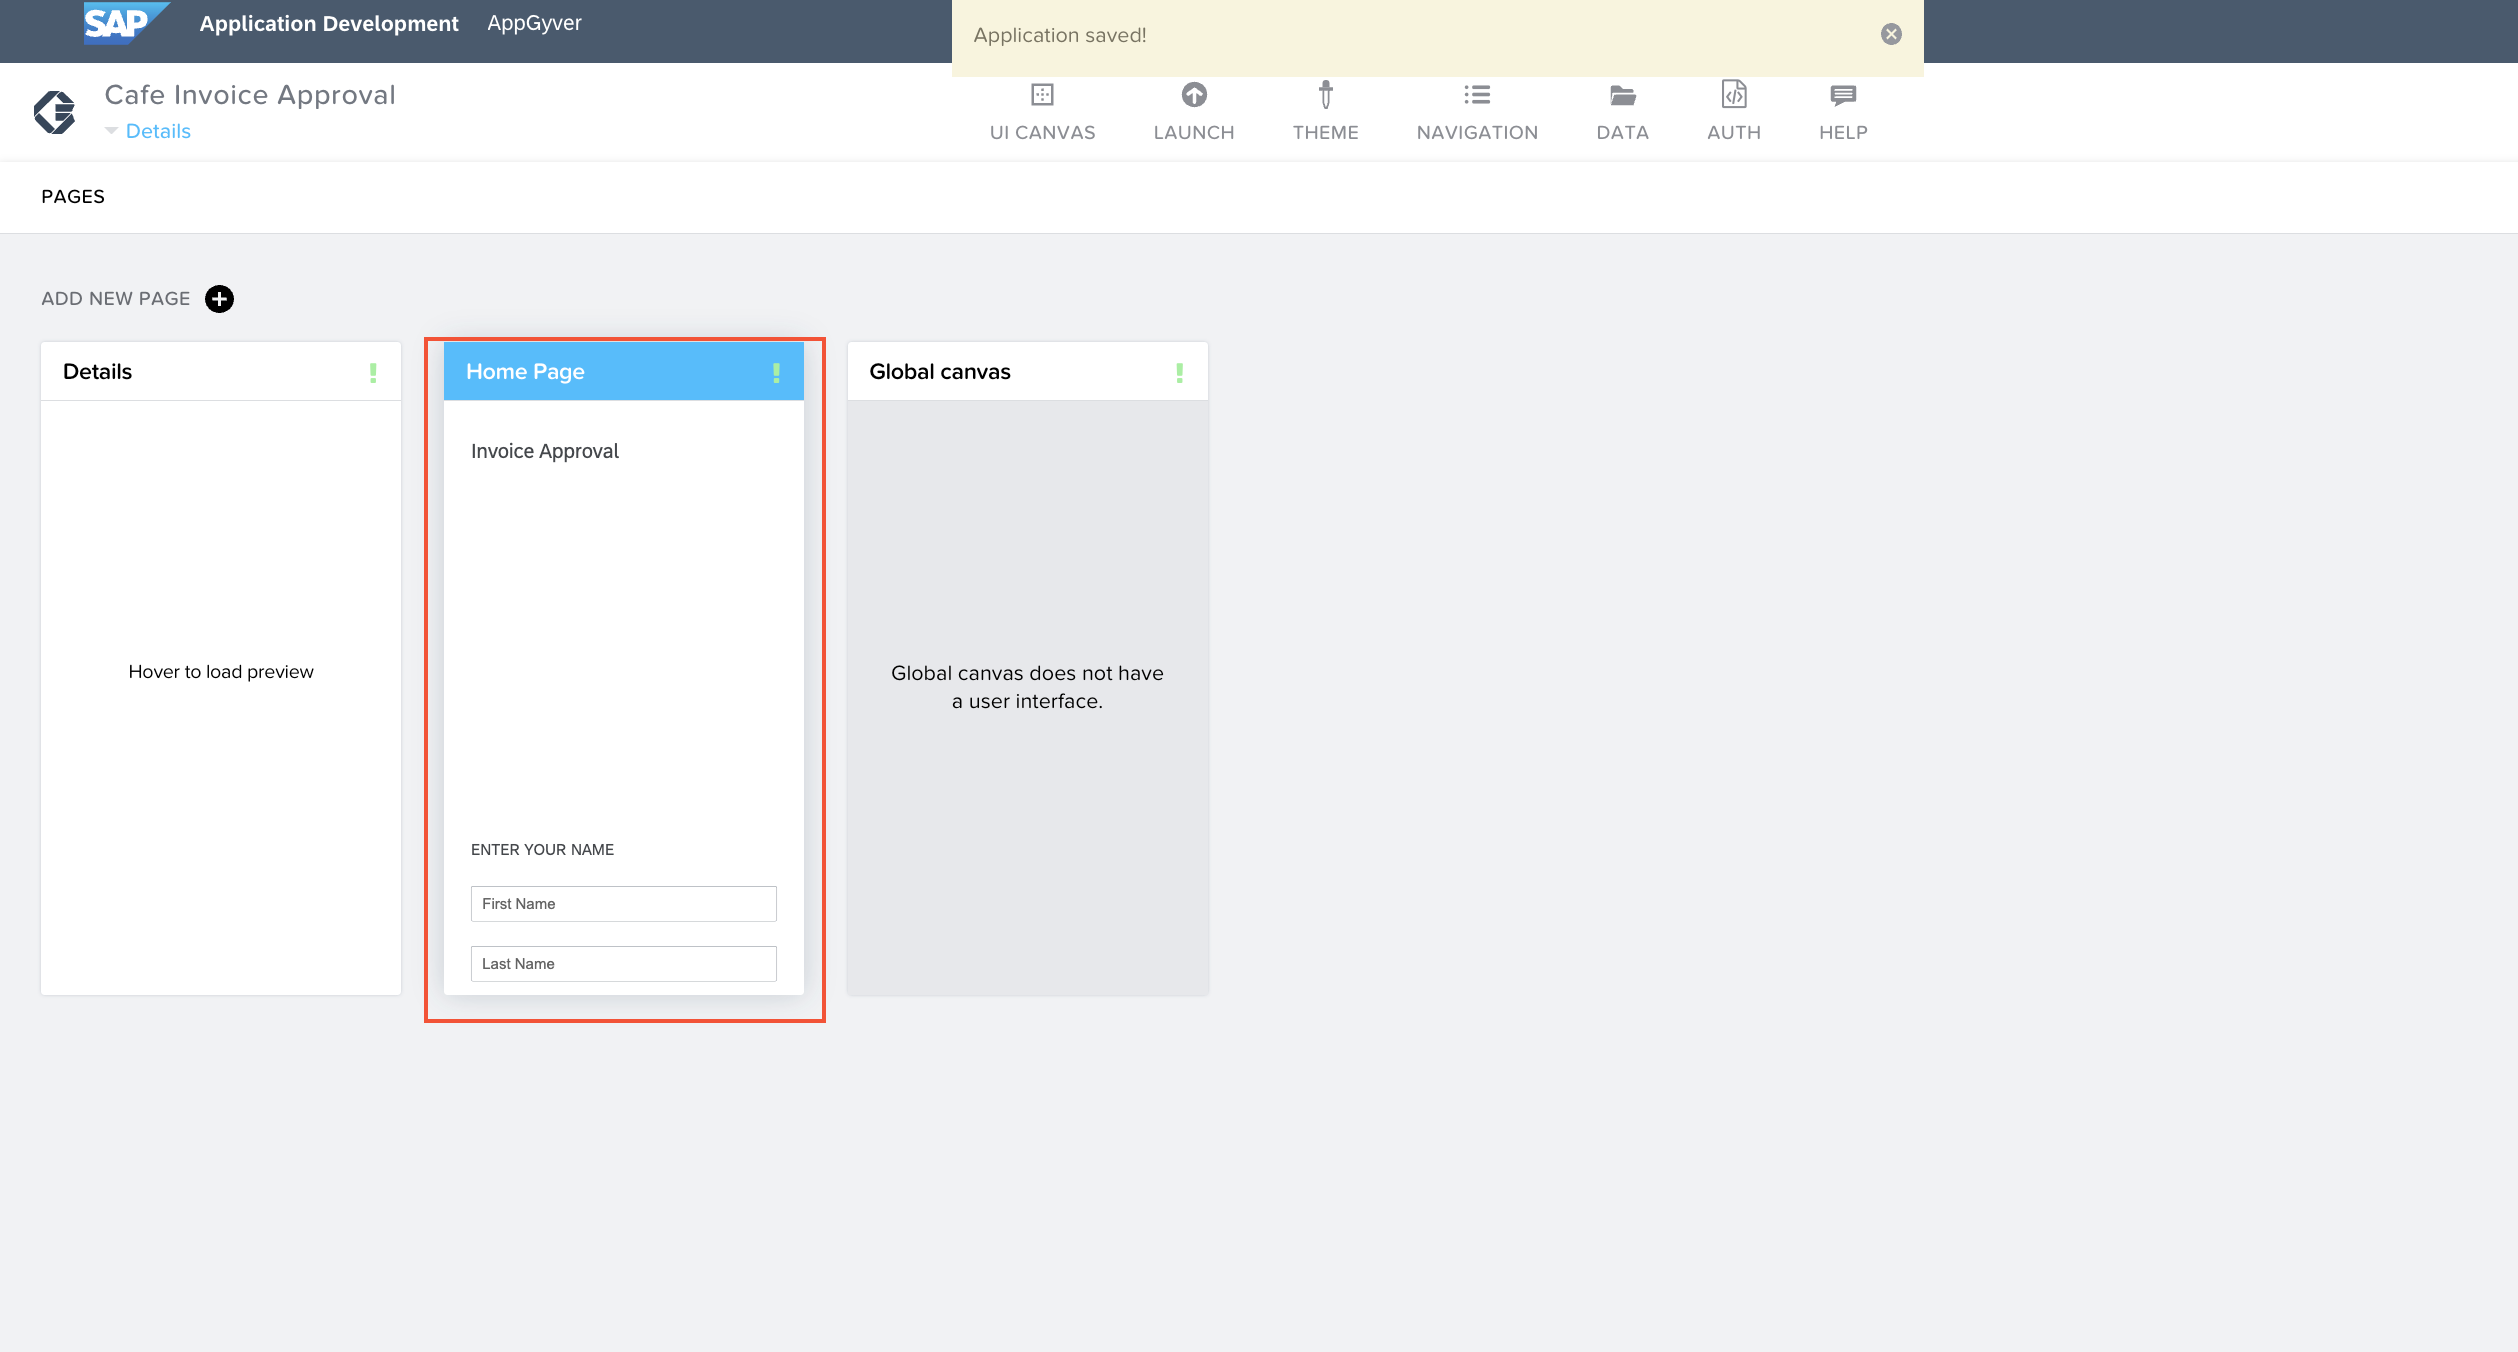 SAP
Application Development
AppGyver
Application saved!
Cafe Invoice Approval
Details
UI CANVAS
LAUNCH
THEME
NAVIGATION
DATA
AUTH
HELP
PAGES
ADD NEW PAGE
Details
Hover to load preview
Home Page
Invoice Approval
ENTER YOUR NAME
First Name
Last Name
Global canvas
Global canvas does not have
a user interface.